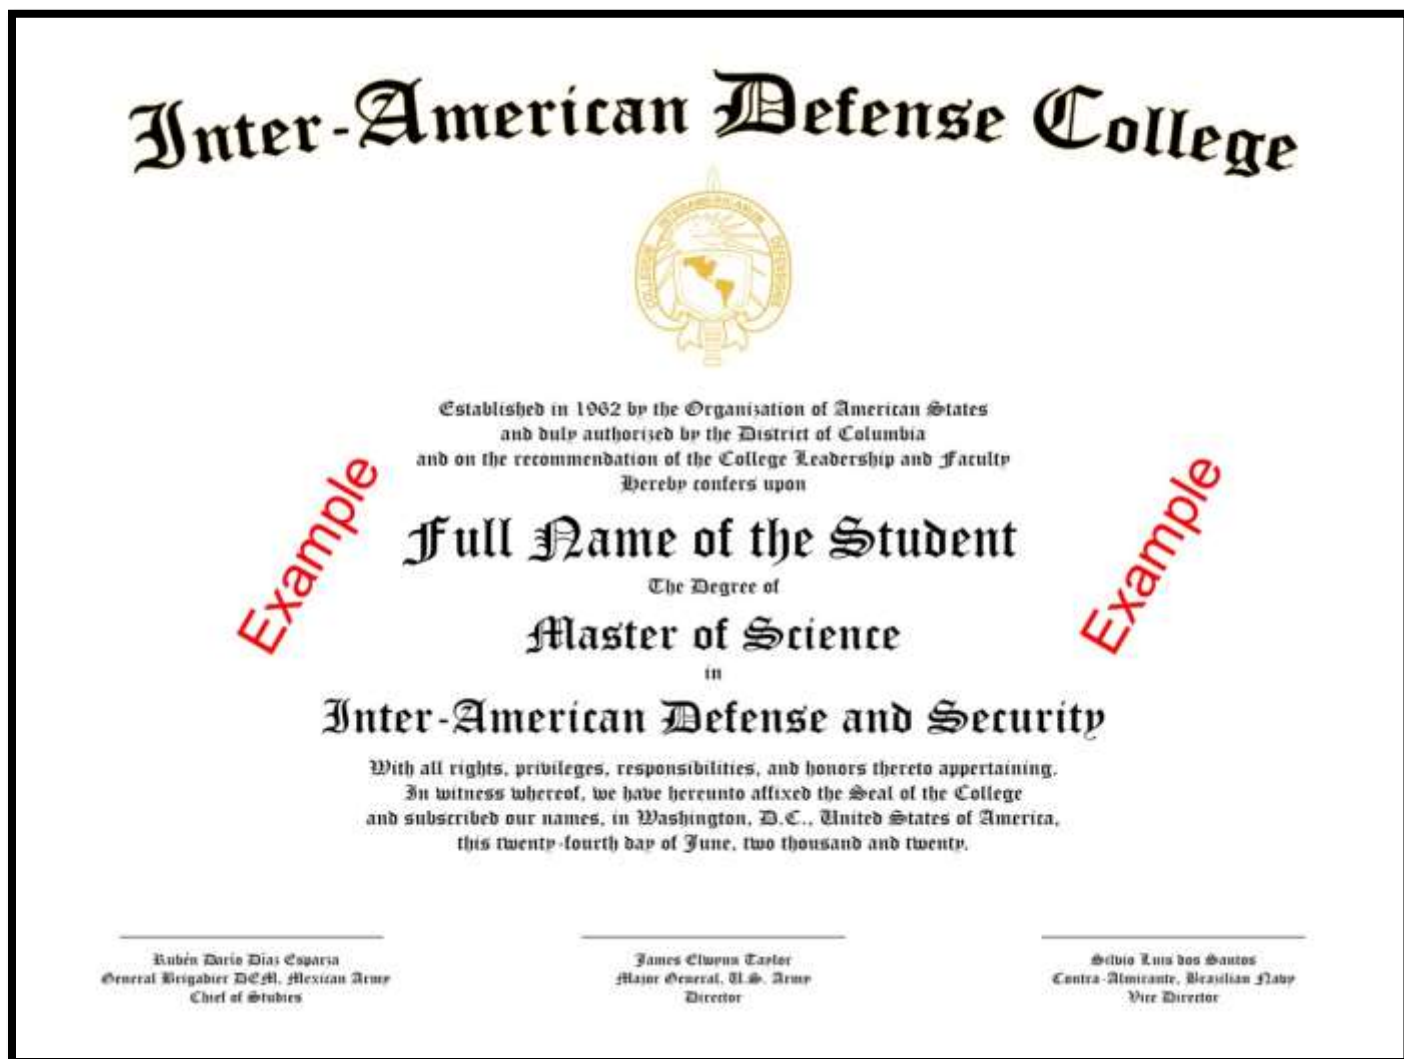 Inter-American Defense College
COLLEGIUM INTERAMERICANUM DEFENSIONIS
Established in 1962 by the Organization of American States
and duly authorized by the District of Columbia
and on the recommendation of the College Leadership and Faculty
Hereby confers upon
Example
Example
Full Name of the Student
The Degree of
Master of Science
in
Inter-American Defense and Security
With all rights, privileges, responsibilities, and honors thereto appertaining.
In witness whereof, we have hereunto affixed the Seal of the College
and subscribed our names, in Washington, D.C., United States of America,
this twenty-fourth day of June, two thousand and twenty.
Rubén Darío Díaz Esparza
General Brigadier DEM, Mexican Army
Chief of Studies
James Elwynn Taylor
Major General, U.S. Army
Director
Silvio Luis dos Santos
Contra-Almirante, Brazilian Navy
Vice Director